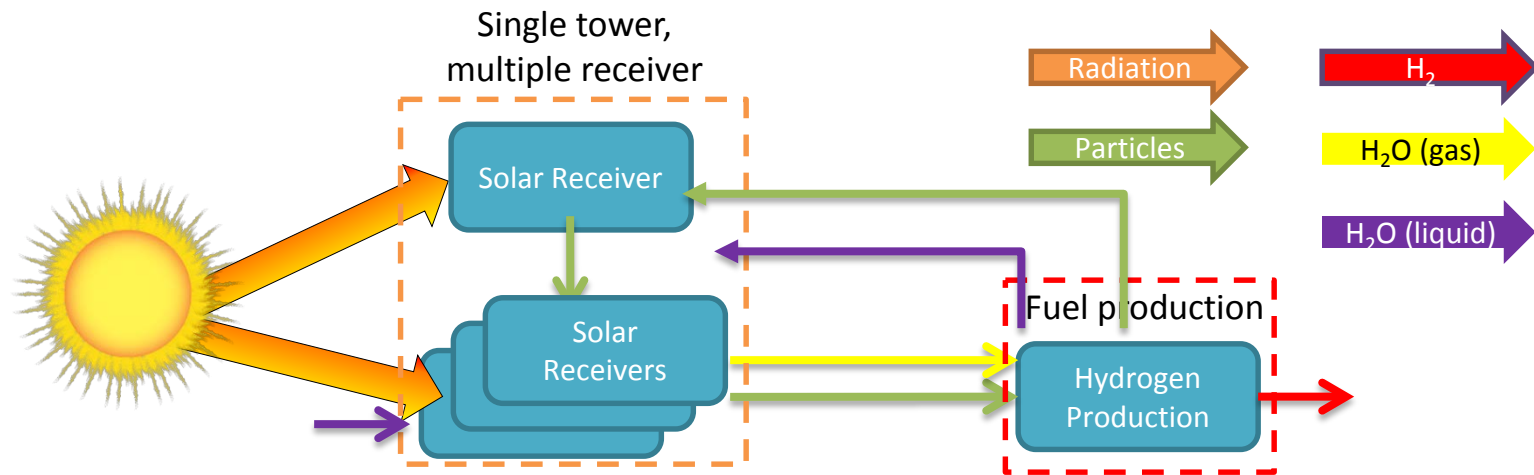 Single tower,
multiple receiver
Radiation
H₂
Particles
H₂O (gas)
H₂O (liquid)
Solar Receiver
Solar
Receivers
Fuel production
Hydrogen
Production